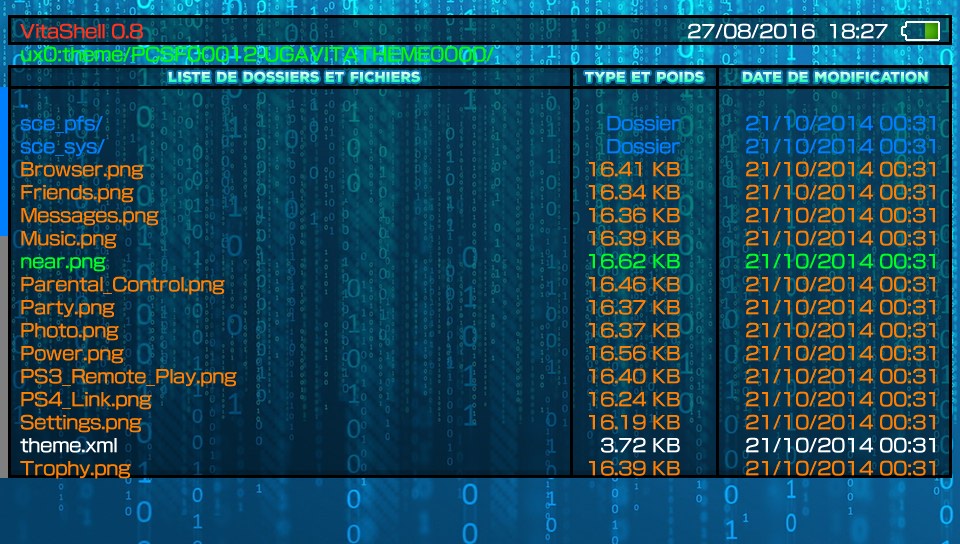 VitaShell 0.8 27/08/2016 18:27
ux0:theme/PCSF00012-UGAVITATHEME0000/
LISTE DE DOSSIERS ET FICHIERS TYPE ET POIDS DATE DE MODIFICATION
..
sce_pfs/ Dossier 21/10/2014 00:31
sce_sys/ Dossier 21/10/2014 00:31
Browser.png 16.41 KB 21/10/2014 00:31
Friends.png 16.34 KB 21/10/2014 00:31
Messages.png 16.36 KB 21/10/2014 00:31
Music.png 16.39 KB 21/10/2014 00:31
near.png 16.62 KB 21/10/2014 00:31
Parental_Control.png 16.46 KB 21/10/2014 00:31
Party.png 16.37 KB 21/10/2014 00:31
Photo.png 16.37 KB 21/10/2014 00:31
Power.png 16.56 KB 21/10/2014 00:31
PS3_Remote_Play.png 16.40 KB 21/10/2014 00:31
PS4_Link.png 16.24 KB 21/10/2014 00:31
Settings.png 16.19 KB 21/10/2014 00:31
theme.xml 3.72 KB 21/10/2014 00:31
Trophy.png 16.39 KB 21/10/2014 00:31